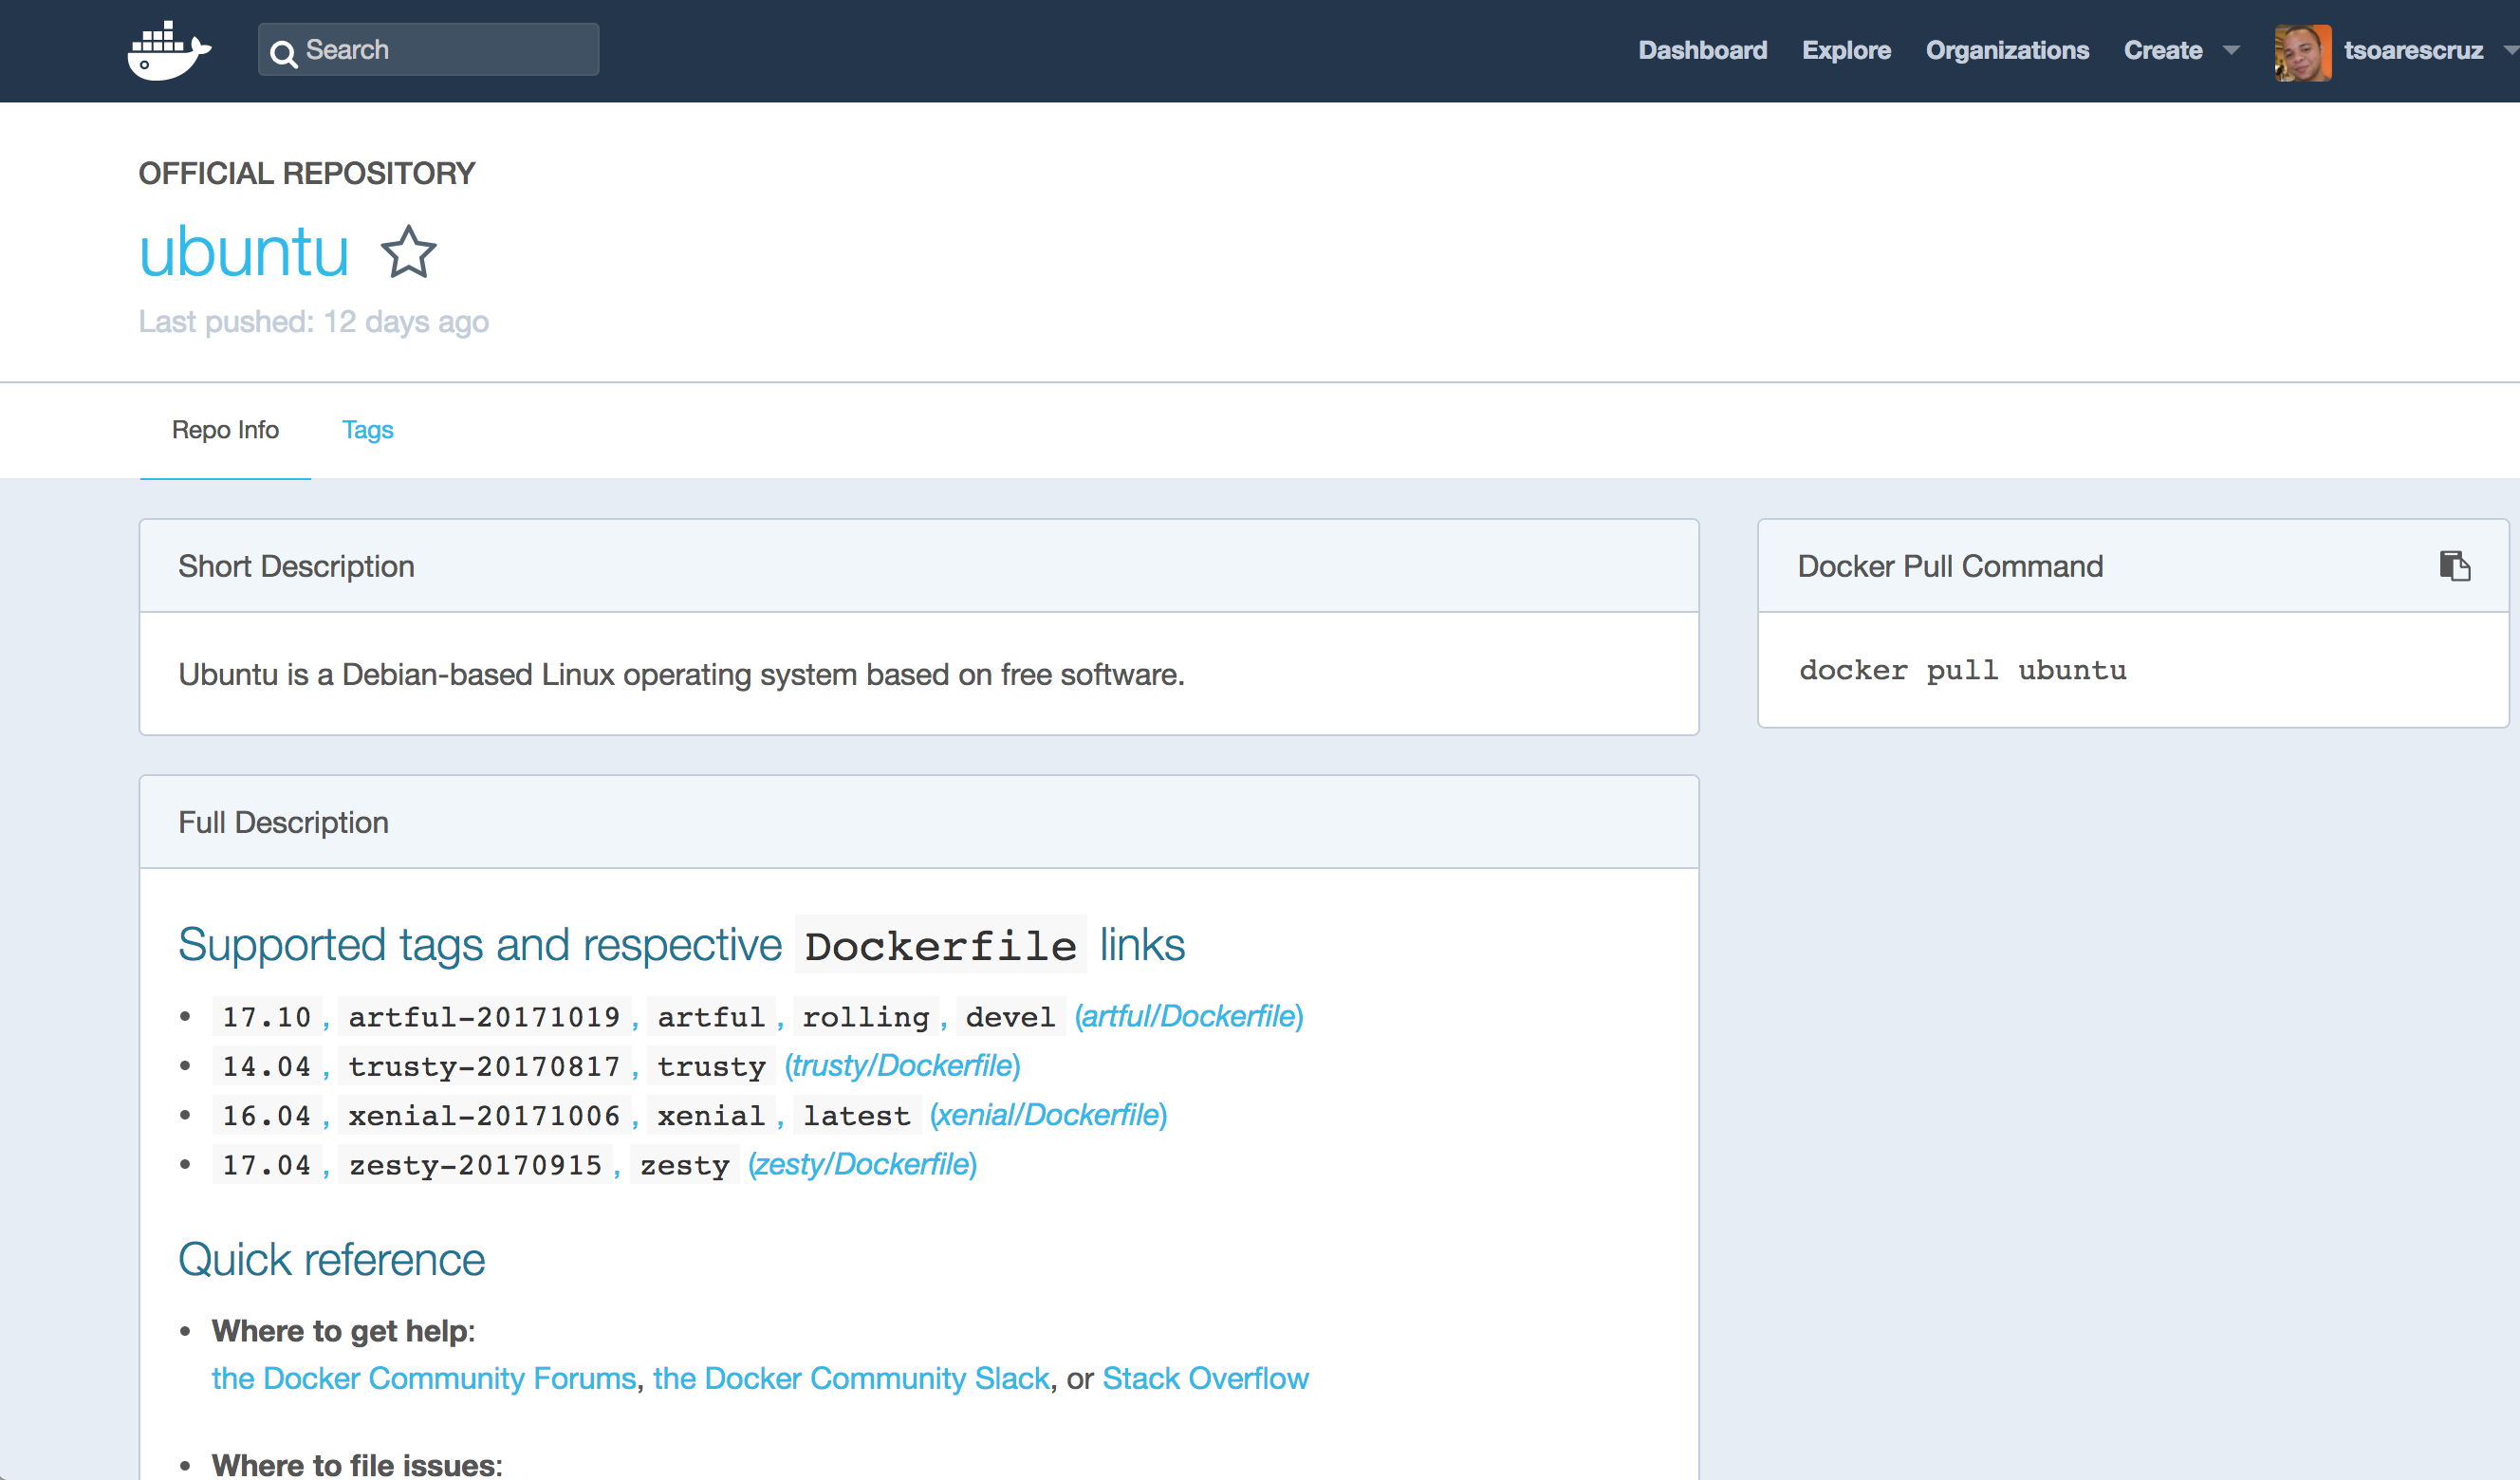 Search
Dashboard Explore Organizations Create tsoarescruz
OFFICIAL REPOSITORY
ubuntu
Last pushed: 12 days ago
Repo Info Tags
Short Description
Ubuntu is a Debian-based Linux operating system based on free software.
Docker Pull Command
docker pull ubuntu
Full Description
Supported tags and respective Dockerfile links
• 17.10, artful-20171019, artful, rolling, devel (artful/Dockerfile)
• 14.04, trusty-20170817, trusty (trusty/Dockerfile)
• 16.04, xenial-20171006, xenial, latest (xenial/Dockerfile)
• 17.04, zesty-20170915, zesty (zesty/Dockerfile)
Quick reference
• Where to get help:
the Docker Community Forums, the Docker Community Slack, or Stack Overflow
• Where to file issues: